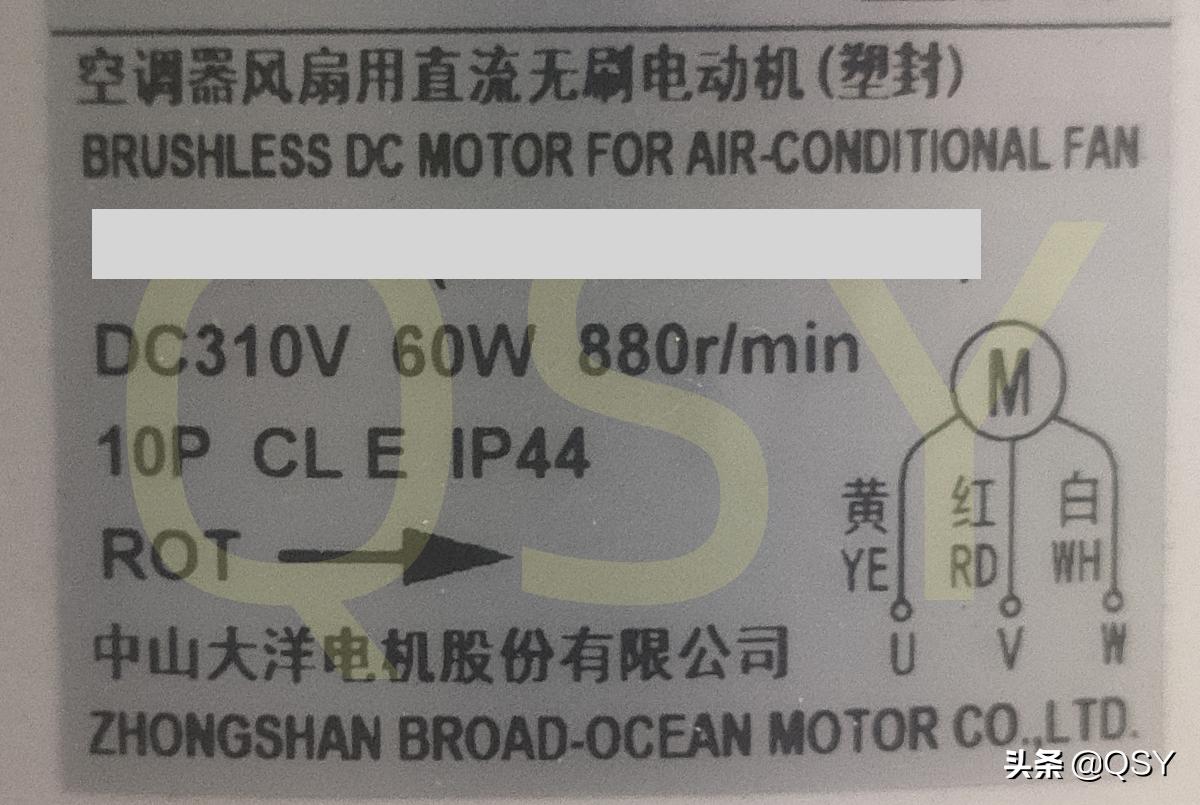 空调器风扇用直流无刷电动机(塑封)
BRUSHLESS DC MOTOR FOR AIR-CONDITIONAL FAN
DC310V 60W 880r/min
10P CL E IP44
ROT
M
黄 红 白
YE RD WH
U V W
中山大洋电机股份有限公司
ZHONGSHAN BROAD-OCEAN MOTOR CO.,LTD.
QSY
头条 @QSY